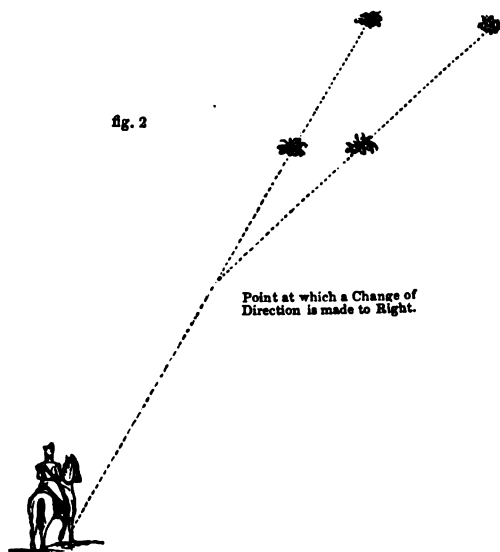 fig. 2
Point at which a Change of
Direction is made to Right.